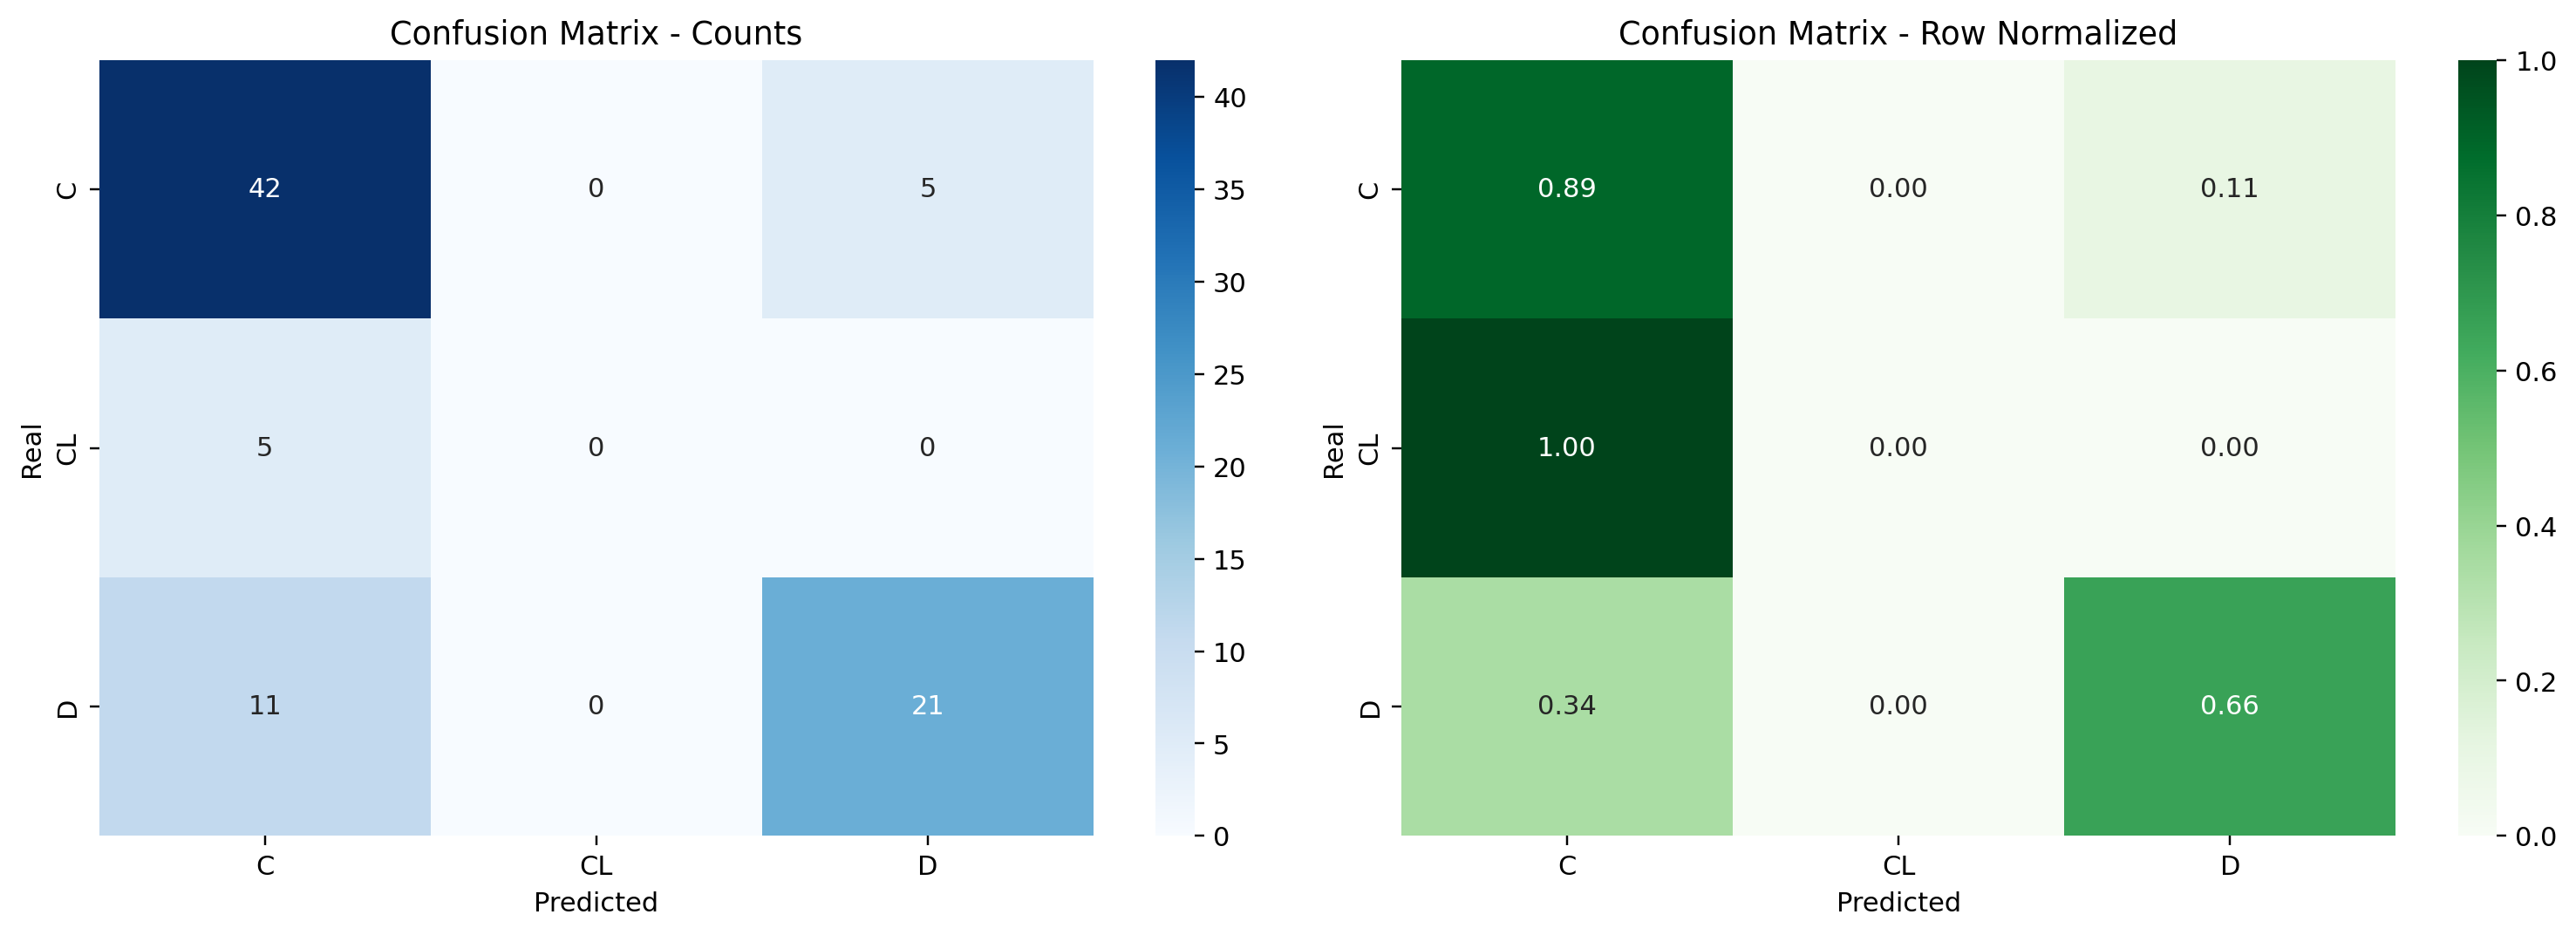 Confusion Matrix - Counts
42 0 5
5 0 0
11 0 21
C
CL
D
Real
C CL D
Predicted
40
35
30
25
20
15
10
5
0
Confusion Matrix - Row Normalized
0.89 0.00 0.11
1.00 0.00 0.00
0.34 0.00 0.66
C
CL
D
Real
C CL D
Predicted
1.0
0.8
0.6
0.4
0.2
0.0